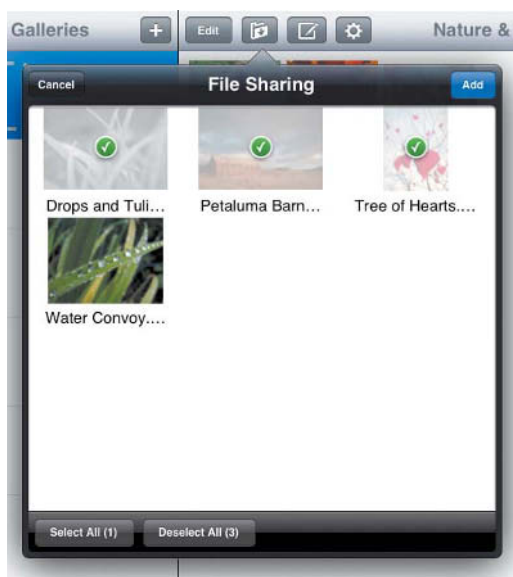 Galleries + Edit Nature &
Cancel File Sharing Add
Drops and Tuli... Petaluma Barn... Tree of Hearts....
Water Convoy....
Select All (1) Deselect All (3)